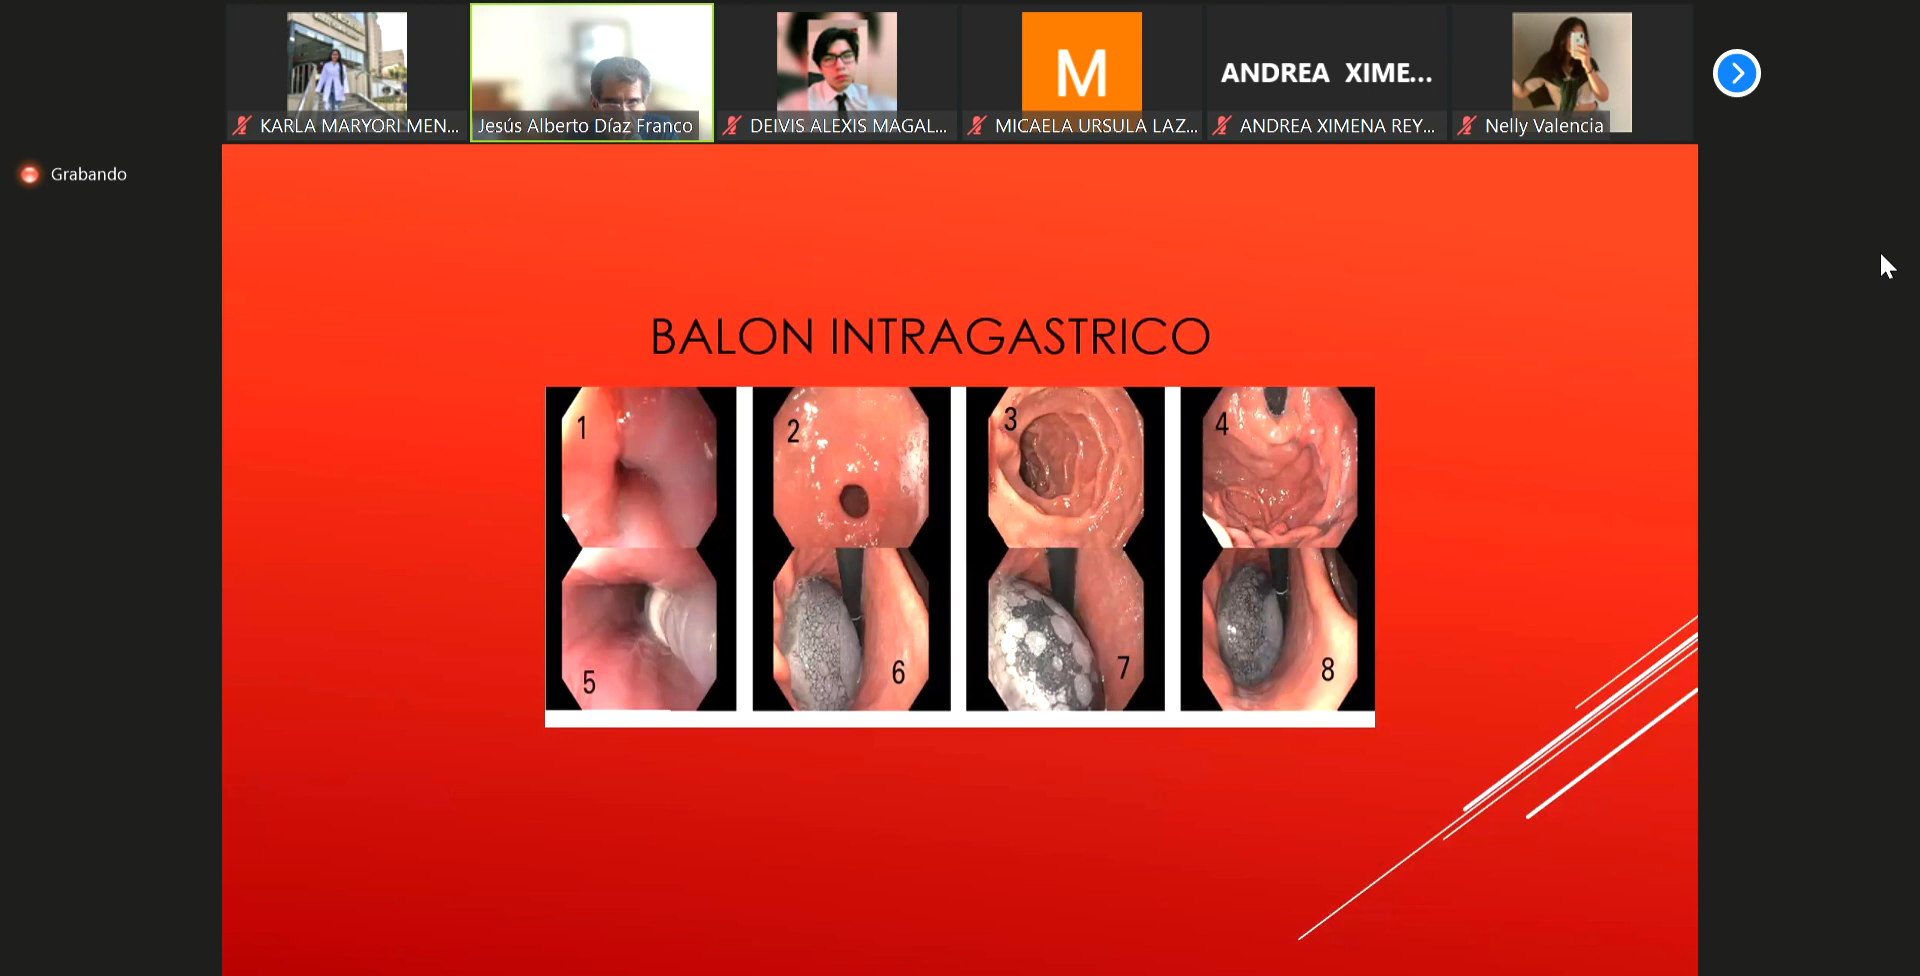 M
ANDREA XIME...
KARLA MARYORI MEN...
Jesús Alberto Díaz Franco
DEIVIS ALEXIS MAGAL...
MICAELA URSULA LAZ...
ANDREA XIMENA REY...
Nelly Valencia
Grabando
BALON INTRAGASTRICO
1
2
3
4
5
6
7
8